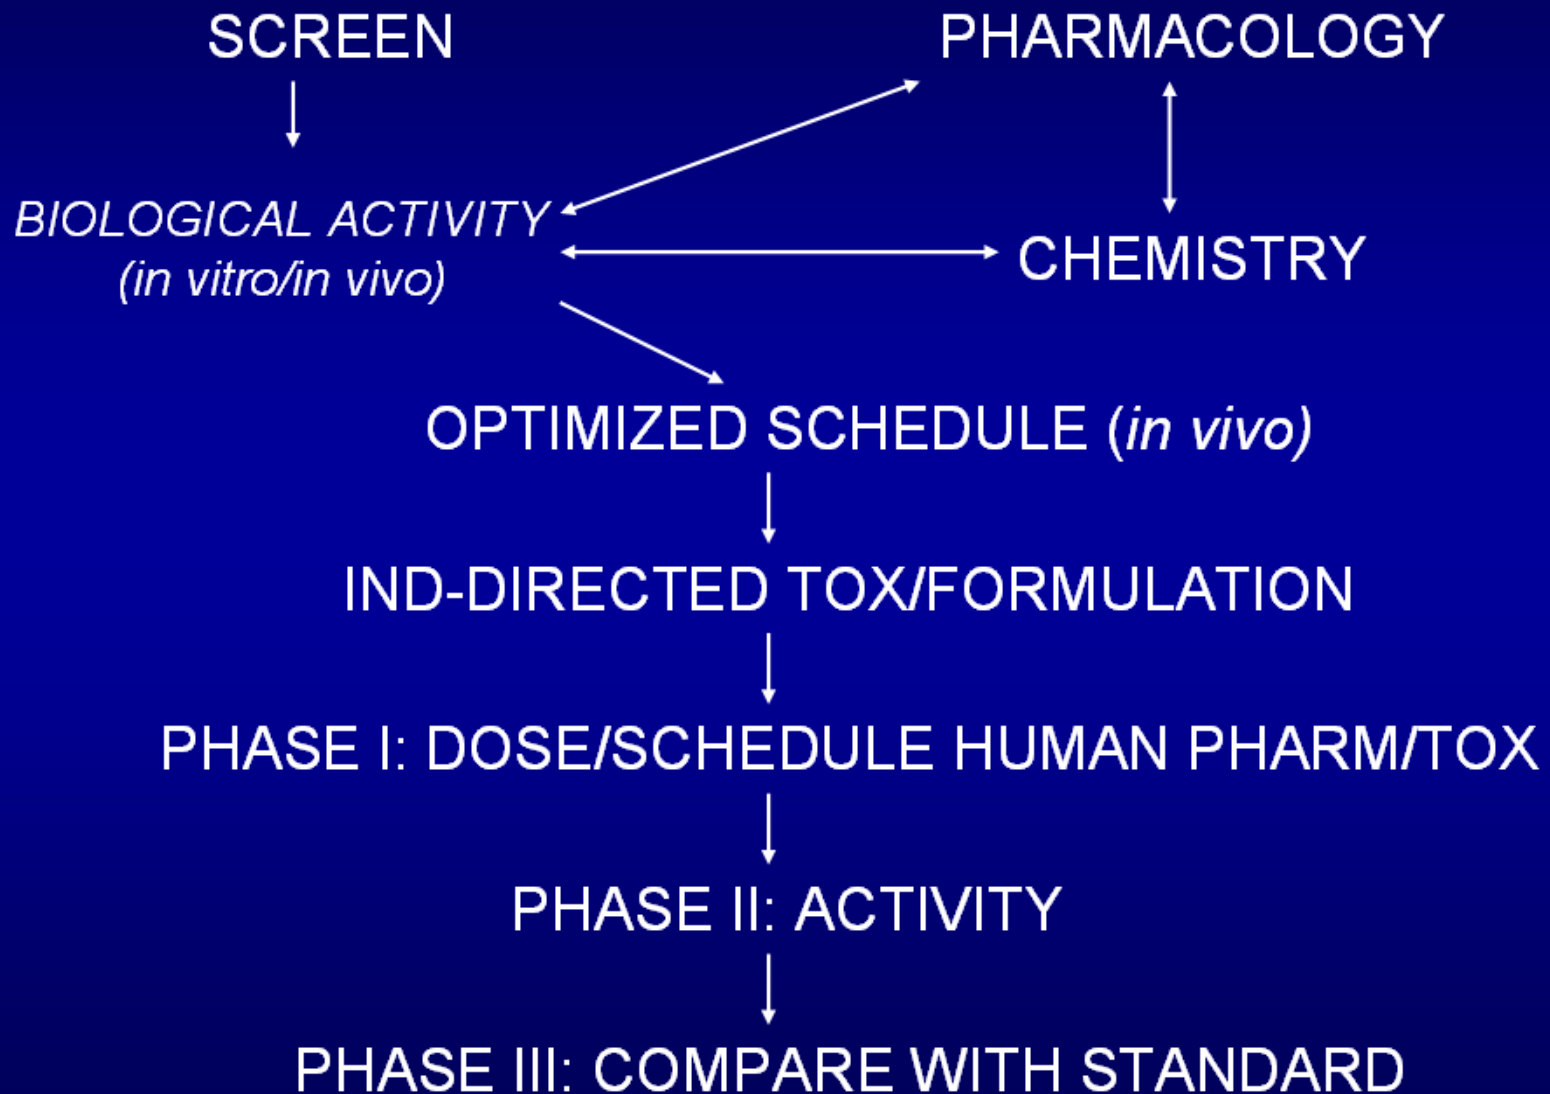 SCREEN
PHARMACOLOGY
BIOLOGICAL ACTIVITY
(in vitro/in vivo)
CHEMISTRY
OPTIMIZED SCHEDULE (in vivo)
IND-DIRECTED TOX/FORMULATION
PHASE I: DOSE/SCHEDULE HUMAN PHARM/TOX
PHASE II: ACTIVITY
PHASE III: COMPARE WITH STANDARD